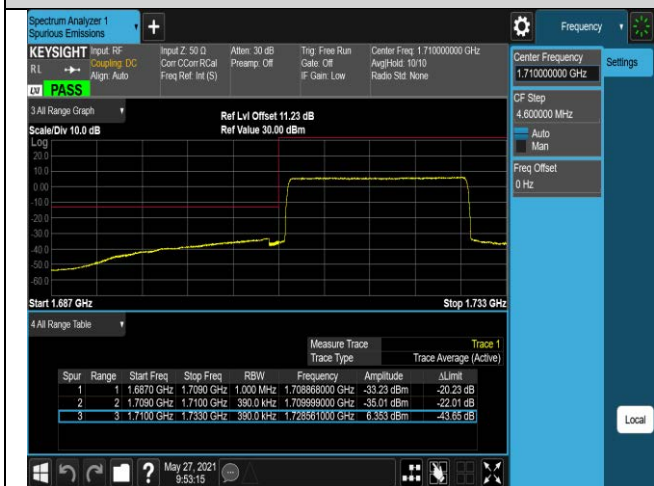 Spectrum Analyzer 1
Spurious Emissions
+
Frequency
KEYSIGHT
RL
Input: RF
Coupling: DC
Align: Auto
Input Z: 50 Ω
Corr CCorr RCal
Freq Ref: Int (S)
Atten: 30 dB
Preamp: Off
Trig: Free Run
Gate: Off
IF Gain: Low
Center Freq: 1.710000000 GHz
Avg|Hold: 10/10
Radio Std: None
PASS
Center Frequency
1.710000000 GHz
Settings
CF Step
4.600000 MHz
Auto
Man
Freq Offset
0 Hz
3 All Range Graph
Scale/Div 10.0 dB
Ref Lvl Offset 11.23 dB
Ref Value 30.00 dBm
Log
20.0
10.0
0.00
-10.0
-20.0
-30.0
-40.0
-50.0
-60.0
Start 1.687 GHz
Stop 1.733 GHz
4 All Range Table
Measure Trace Trace 1
Trace Type Trace Average (Active)
Spur Range Start Freq Stop Freq RBW Frequency Amplitude ΔLimit
1 1 1.6870 GHz 1.7090 GHz 1.000 MHz 1.708868000 GHz -33.23 dBm -20.23 dB
2 2 1.7090 GHz 1.7100 GHz 390.0 kHz 1.709999000 GHz -35.01 dBm -22.01 dB
3 3 1.7100 GHz 1.7330 GHz 390.0 kHz 1.728561000 GHz 6.353 dBm -43.65 dB
Local
?
May 27, 2021
9:53:15